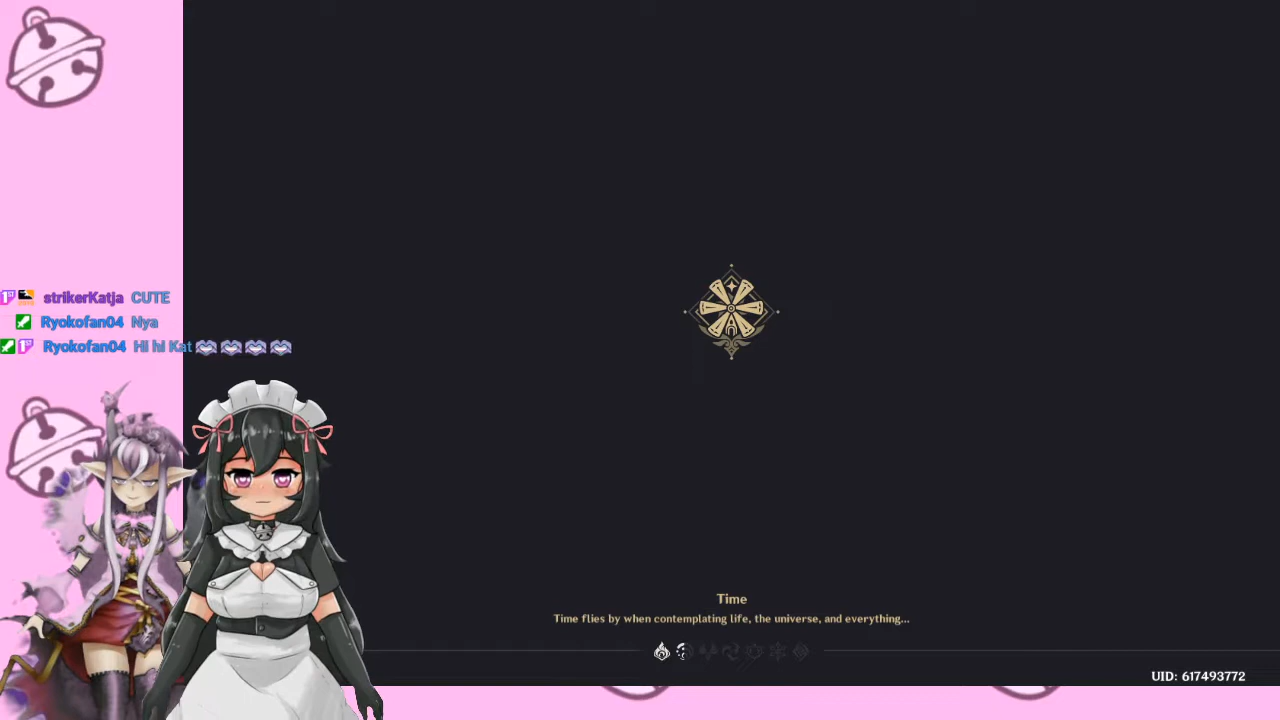 strikerKatja CUTE
Ryokofan04 Nya
Ryokofan04 Hi hi Kat
Time
Time flies by when contemplating life, the universe, and everything...
UID: 617493772